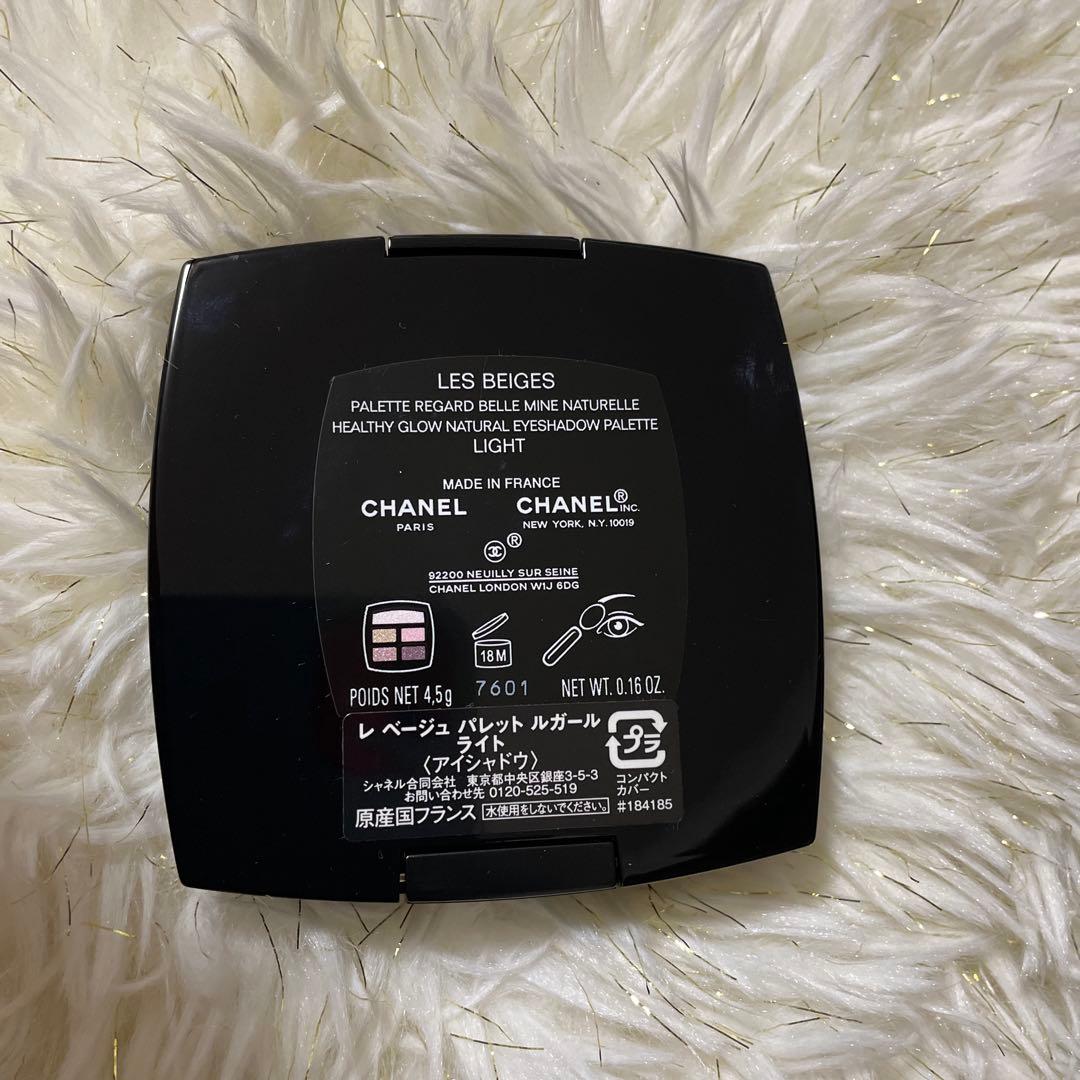 LES BEIGES
PALETTE REGARD BELLE MINE NATURELLE
HEALTHY GLOW NATURAL EYESHADOW PALETTE
LIGHT
MADE IN FRANCE
CHANEL
PARIS
CHANEL® INC.
NEW YORK, N.Y. 10019
®
92200 NEUILLY SUR SEINE
CHANEL LONDON W1J 6DG
18M
POIDS NET 4,5g
7601
NET WT. 0.16 OZ.
レ ベージュ パレット ルガール
ライト
〈アイシャドウ〉
シャネル合同会社 東京都中央区銀座3-5-3
お問い合わせ先 0120-525-519
原産国フランス
水使用をしないでください。
プラ
コンパクト
カバー
#184185